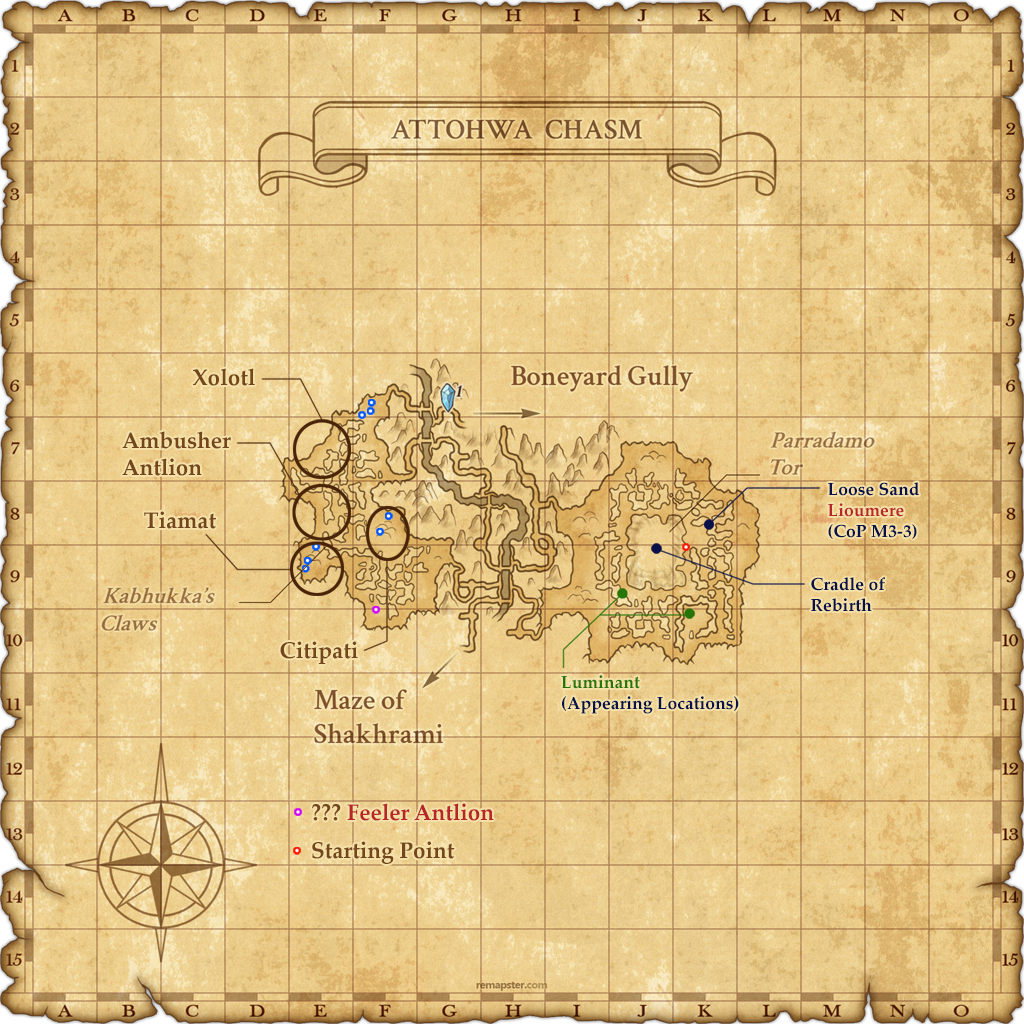 A B C D E F G H I J K L M N O
1 1
ATTOHWA CHASM
2 2
3 3
4 4
5 5
6 6
Xolotl
1
Boneyard Gully
7 7
Ambusher
Antlion
Parradamo
Tor
8 8
Tiamat
Loose Sand
Lioumere
(CoP M3-3)
9 9
Kabhukka's
Claws
Cradle of
Rebirth
10 10
Citipati
Luminant
(Appearing Locations)
11 11
Maze of
Shakhrami
12 12
13 13
??? Feeler Antlion
Starting Point
14 14
15 15
remapster.com
A B C D E F G H I J K L M N O